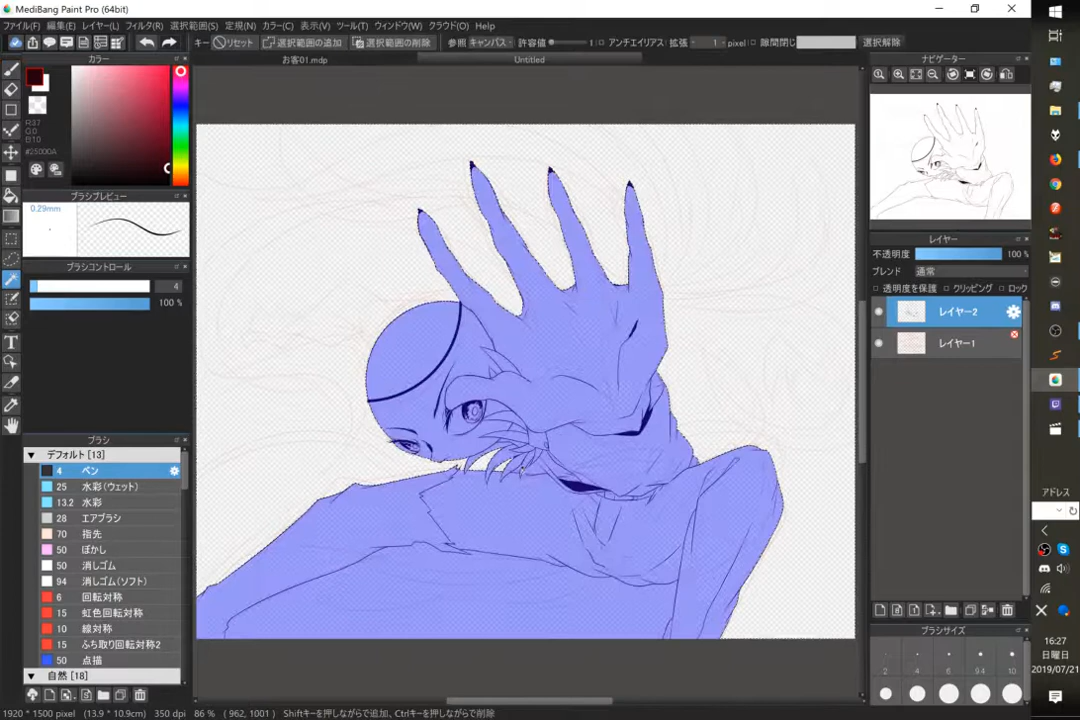 MediBang Paint Pro (64bit)
ファイル(F) 編集(E) レイヤー(L) フィルタ(R) 選択範囲(S) 定規(N) カラー(C) 表示(V) ツール(T) ウィンドウ(W) クラウド(O) Help
キー リセット 選択範囲の追加 選択範囲の削除 参照 キャンバス 許容値 1 アンチエイリアス 拡張 1 pixel 隙間閉じ 選択解除
カラー
お客01.mdp
Untitled
ナビゲーター
R:37
G:0
B:10
#25000A
ブラシプレビュー
0.29mm
ブラシコントロール
4
100 %
レイヤー
不透明度 100 %
ブレンド 通常
透明度を保護 クリッピング ロック
レイヤー2
レイヤー1
ブラシ
デフォルト [13]
4 ペン
25 水彩(ウェット)
13.2 水彩
28 エアブラシ
70 指先
50 ぼかし
50 消しゴム
94 消しゴム(ソフト)
6 回転対称
15 虹色回転対称
10 線対称
15 ふち取り回転対称2
50 点描
自然 [18]
アドレス
ブラシサイズ
2 4 6 9.4 10
16:27
日曜日
2019/07/21
1920 * 1500 pixel (13.9 * 10.9cm) 350 dpi 86 % ( 962, 1001 ) Shiftキーを押しながらで追加、Ctrlキーを押しながらで削除